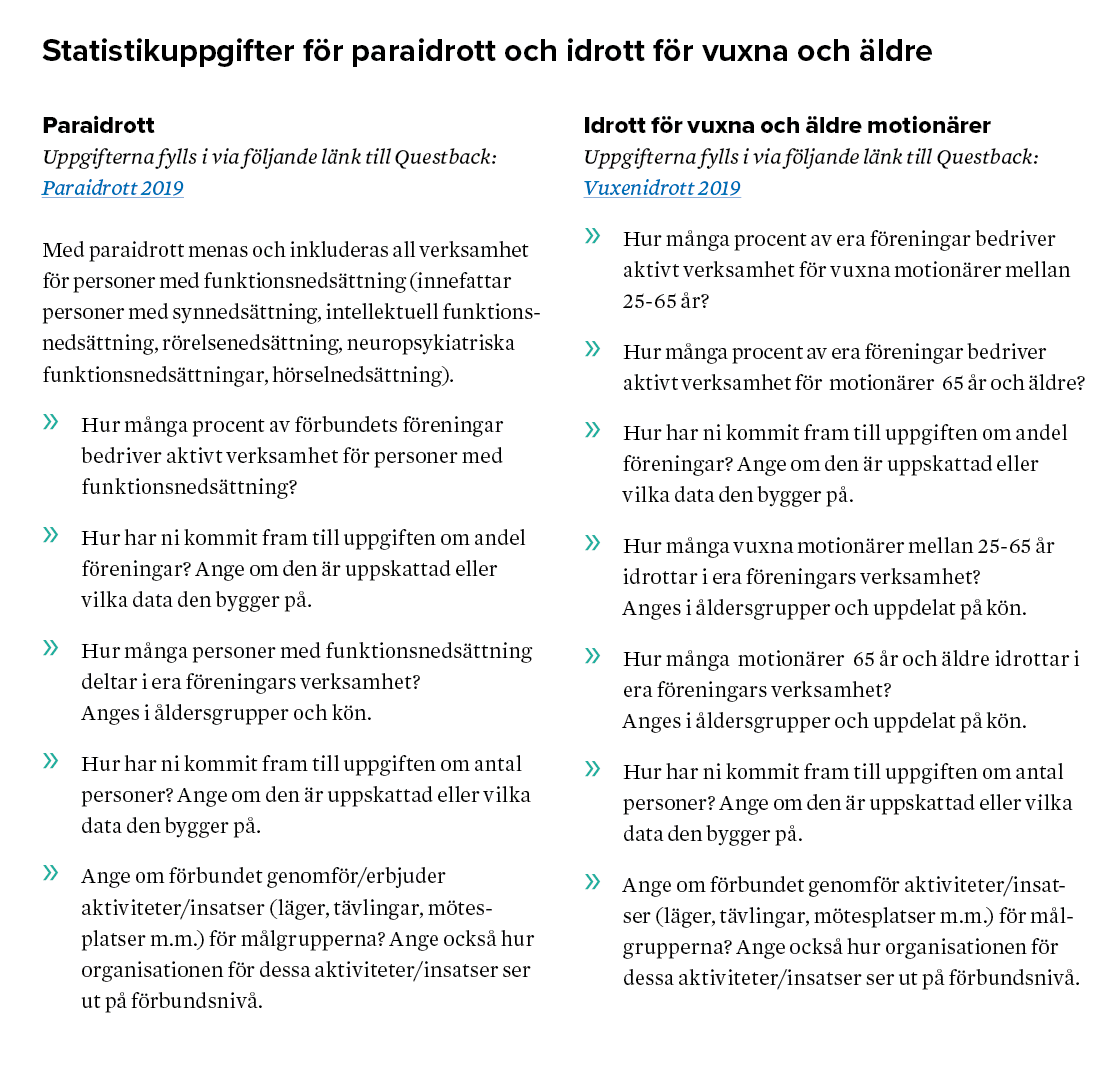 Statistikuppgifter för paraidrott och idrott för vuxna och äldre
Paraidrott
Uppgifterna fylls i via följande länk till Questback:
Paraidrott 2019
Med paraidrott menas och inkluderas all verksamhet
för personer med funktionsnedsättning (innefattar
personer med synnedsättning, intellektuell funktions-
nedsättning, rörelsenedsättning, neuropsykiatriska
funktionsnedsättningar, hörselnedsättning).
» Hur många procent av förbundets föreningar
bedriver aktivt verksamhet för personer med
funktionsnedsättning?
» Hur har ni kommit fram till uppgiften om andel
föreningar? Ange om den är uppskattad eller
vilka data den bygger på.
» Hur många personer med funktionsnedsättning
deltar i era föreningars verksamhet?
Anges i åldersgrupper och kön.
» Hur har ni kommit fram till uppgiften om antal
personer? Ange om den är uppskattad eller vilka
data den bygger på.
» Ange om förbundet genomför/erbjuder
aktiviteter/insatser (läger, tävlingar, mötes-
platser m.m.) för målgrupperna? Ange också hur
organisationen för dessa aktiviteter/insatser ser
ut på förbundsnivå.
Idrott för vuxna och äldre motionärer
Uppgifterna fylls i via följande länk till Questback:
Vuxenidrott 2019
» Hur många procent av era föreningar bedriver
aktivt verksamhet för vuxna motionärer mellan
25-65 år?
» Hur många procent av era föreningar bedriver
aktivt verksamhet för motionärer 65 år och äldre?
» Hur har ni kommit fram till uppgiften om andel
föreningar? Ange om den är uppskattad eller
vilka data den bygger på.
» Hur många vuxna motionärer mellan 25-65 år
idrottar i era föreningars verksamhet?
Anges i åldersgrupper och uppdelat på kön.
» Hur många motionärer 65 år och äldre idrottar i
era föreningars verksamhet?
Anges i åldersgrupper och uppdelat på kön.
» Hur har ni kommit fram till uppgiften om antal
personer? Ange om den är uppskattad eller vilka
data den bygger på.
» Ange om förbundet genomför aktiviteter/insat-
ser (läger, tävlingar, mötesplatser m.m.) för mål-
grupperna? Ange också hur organisationen för
dessa aktiviteter/insatser ser ut på förbundsnivå.